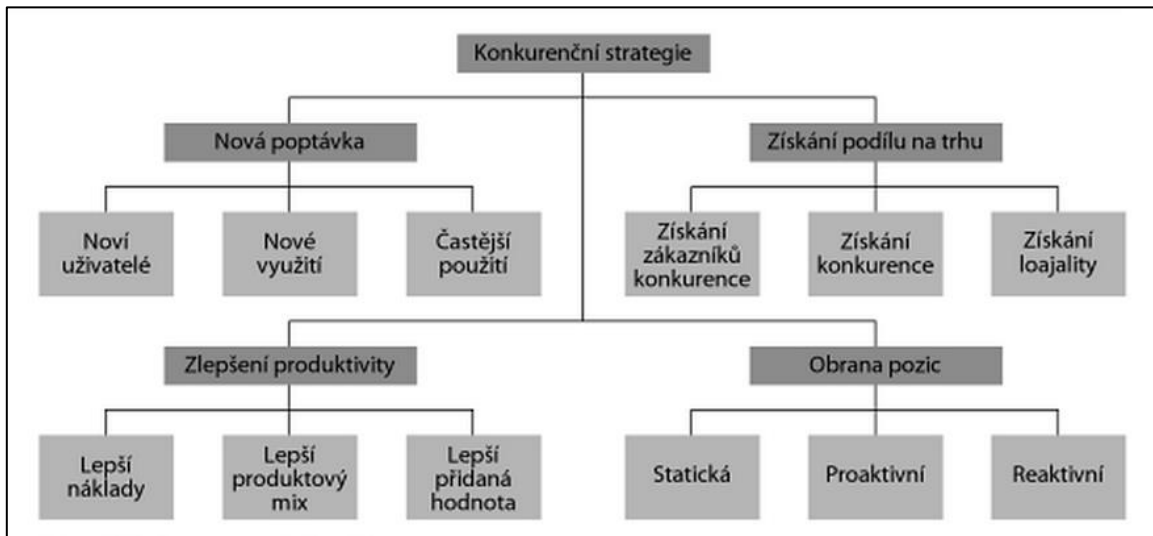 Konkurenční strategie
Nová poptávka
Získání podílu na trhu
Noví
uživatelé
Nové
využití
Častější
použití
Získání
zákazníků
konkurence
Získání
konkurence
Získání
loajality
Zlepšení produktivity
Obrana pozic
Lepší
náklady
Lepší
produktový
mix
Lepší
přidaná
hodnota
Statická
Proaktivní
Reaktivní